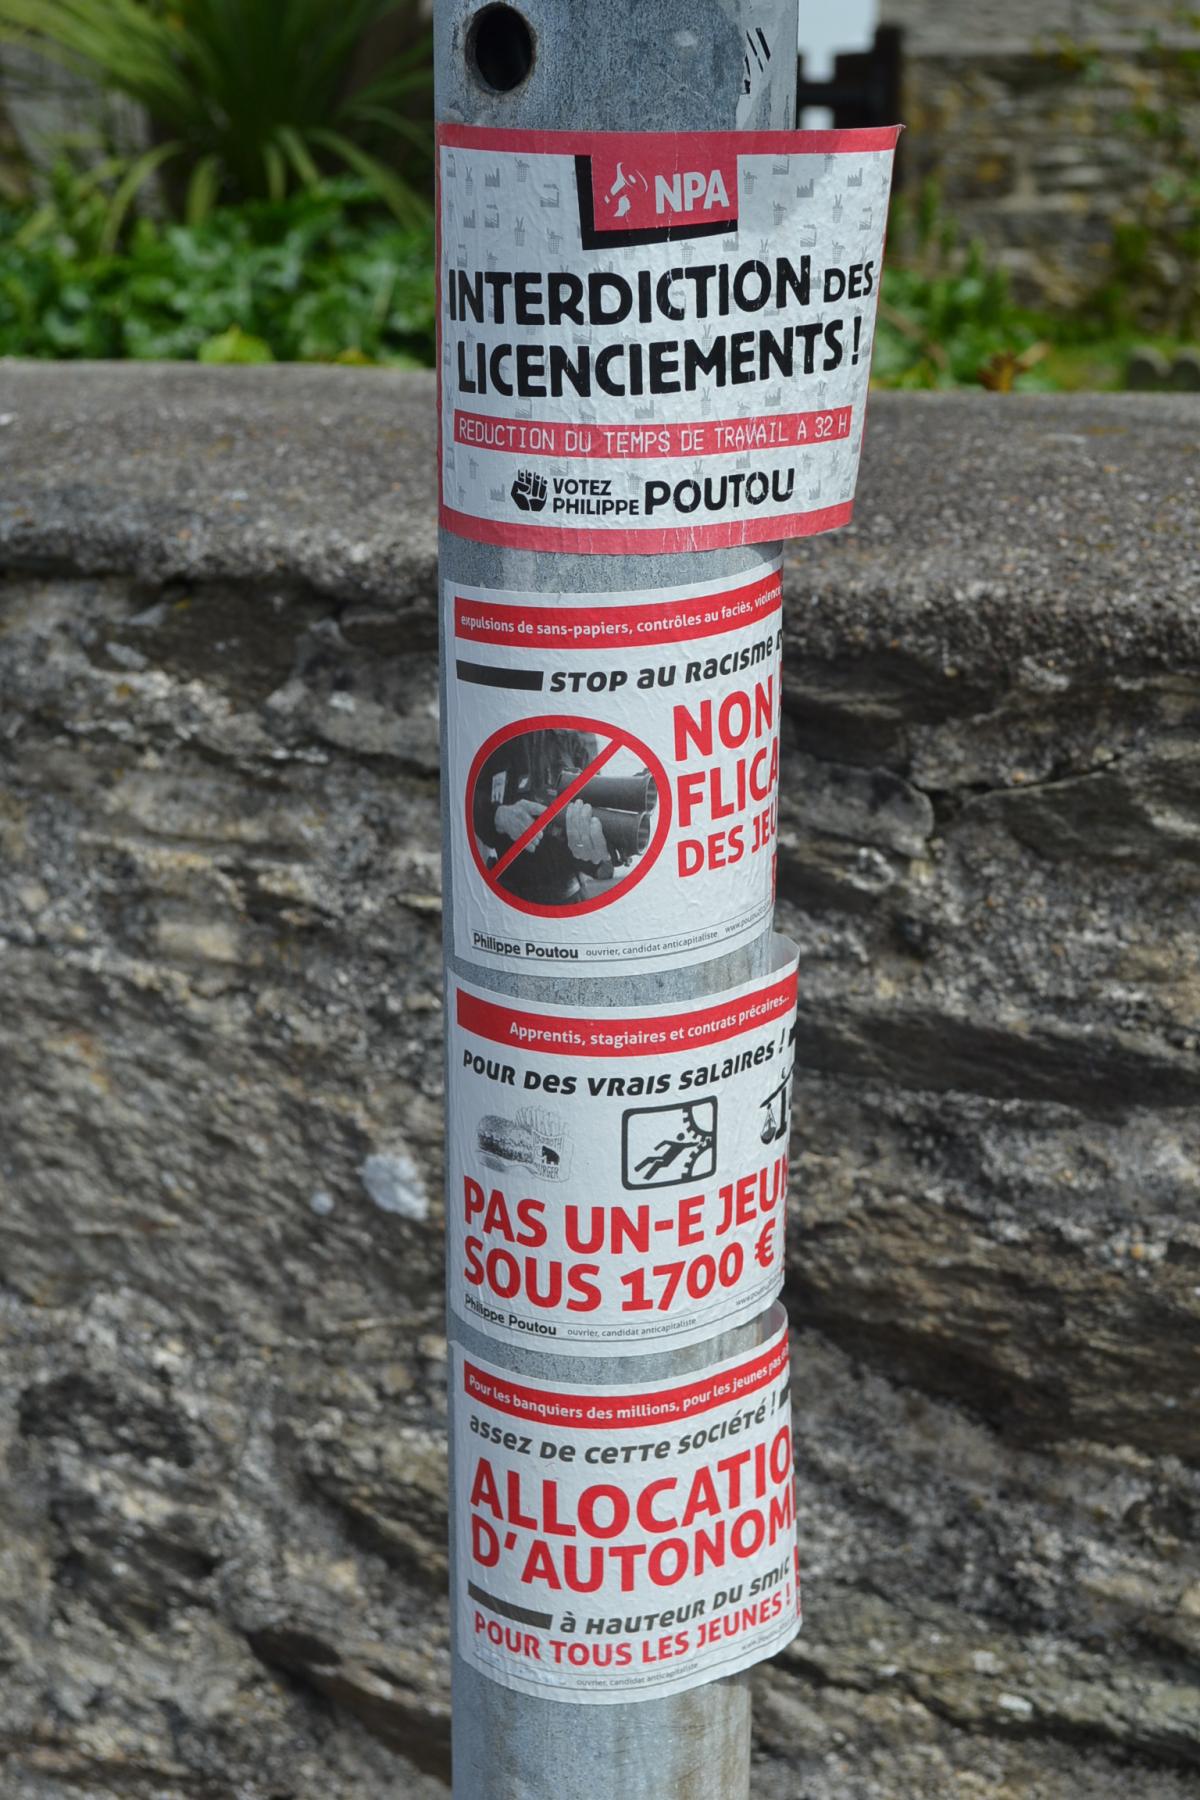 NPA
INTERDICTION DES
LICENCIEMENTS !
REDUCTION DU TEMPS DE TRAVAIL A 32 H
VOTEZ
PHILIPPE POUTOU
expulsions de sans-papiers, contrôles au faciès, violence
STOP AU RACISME
NON
FLICA
DES JEU
Philippe Poutou ouvrier, candidat anticapitaliste
Apprentis, stagiaires et contrats précaires...
POUR DES VRAIS SALAIRES !
BURGER
PAS UN-E JEUN
SOUS 1700 €
Philippe Poutou ouvrier, candidat anticapitaliste
Pour les banquiers des millions, pour les jeunes pas
ASSEZ DE CETTE SOCIÉTÉ !
ALLOCATIO
D'AUTONOM
à HAUTEUR DU SMIC
POUR TOUS LES JEUNES !
ouvrier, candidat anticapitaliste